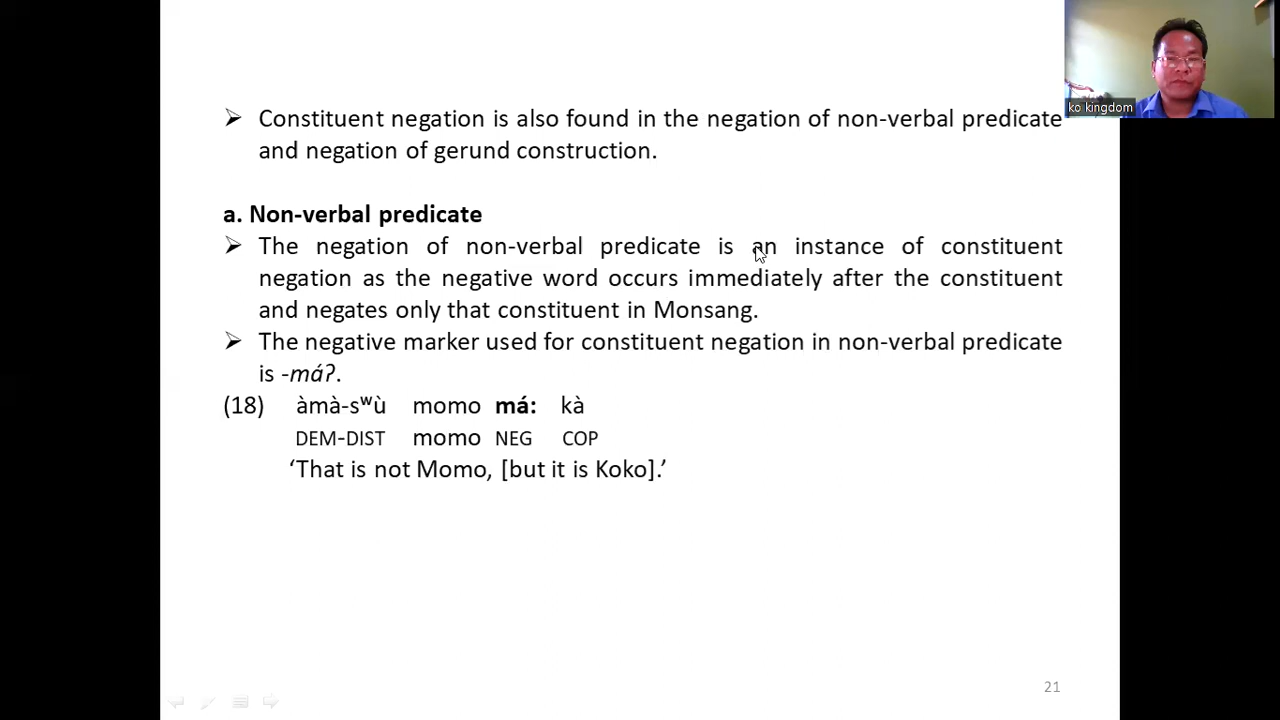 ko kingdom
➢ Constituent negation is also found in the negation of non-verbal predicate
and negation of gerund construction.
a. Non-verbal predicate
➢ The negation of non-verbal predicate is an instance of constituent
negation as the negative word occurs immediately after the constituent
and negates only that constituent in Monsang.
➢ The negative marker used for constituent negation in non-verbal predicate
is -máʔ.
(18) àmà-sʷù momo má: kà
DEM-DIST momo NEG COP
‘That is not Momo, [but it is Koko].’
21